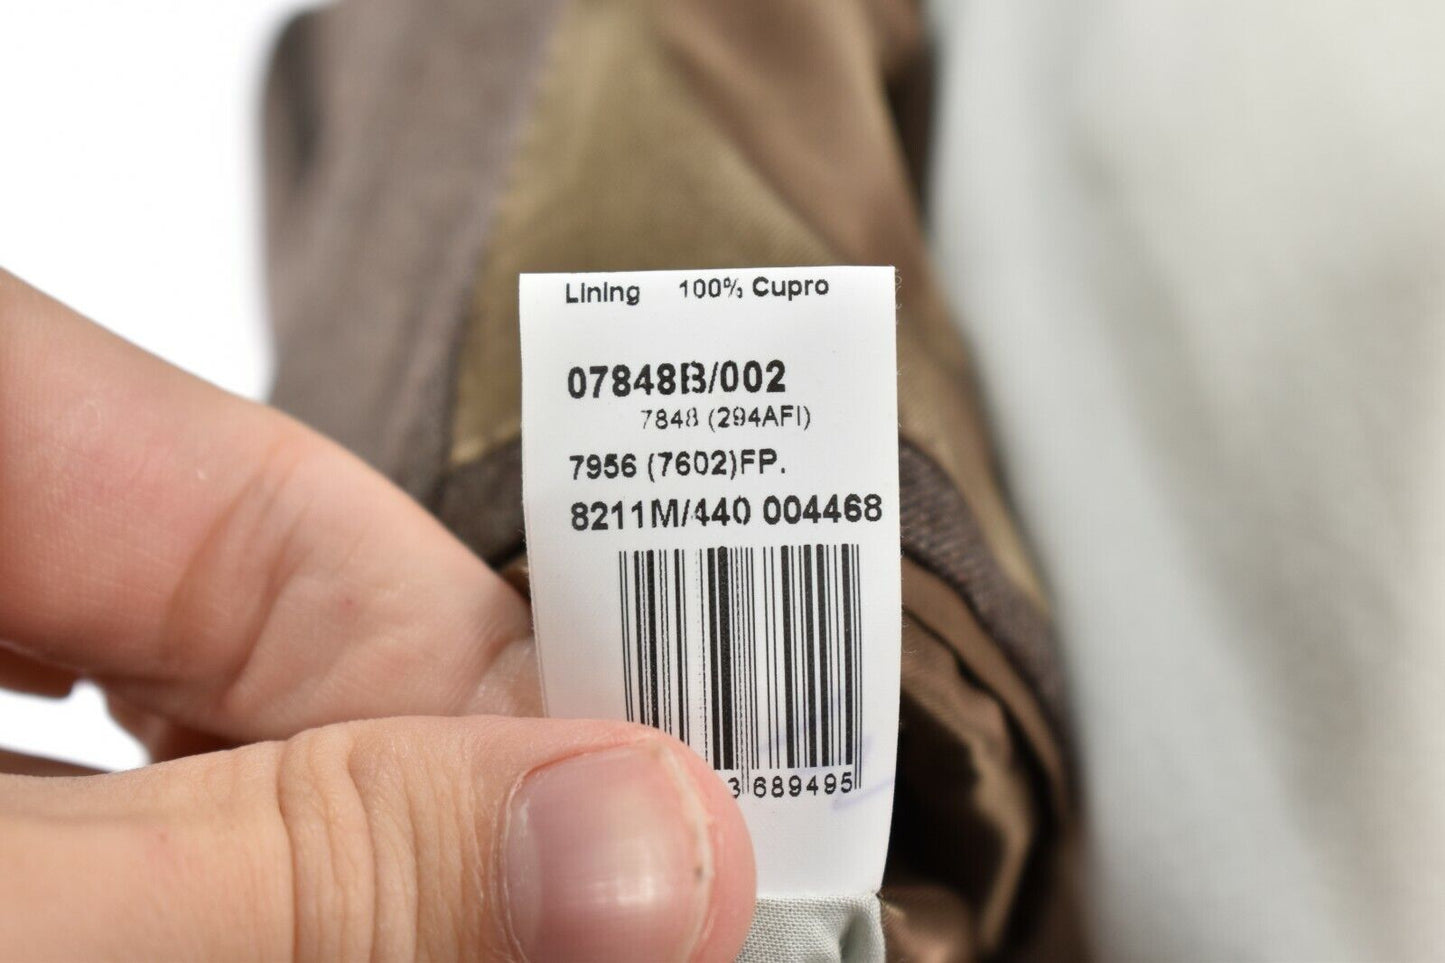 Lining 100% Cupro
07848B/002
7848 (294AFI)
7956 (7602)FP.
8211M/440 004468
3 689495